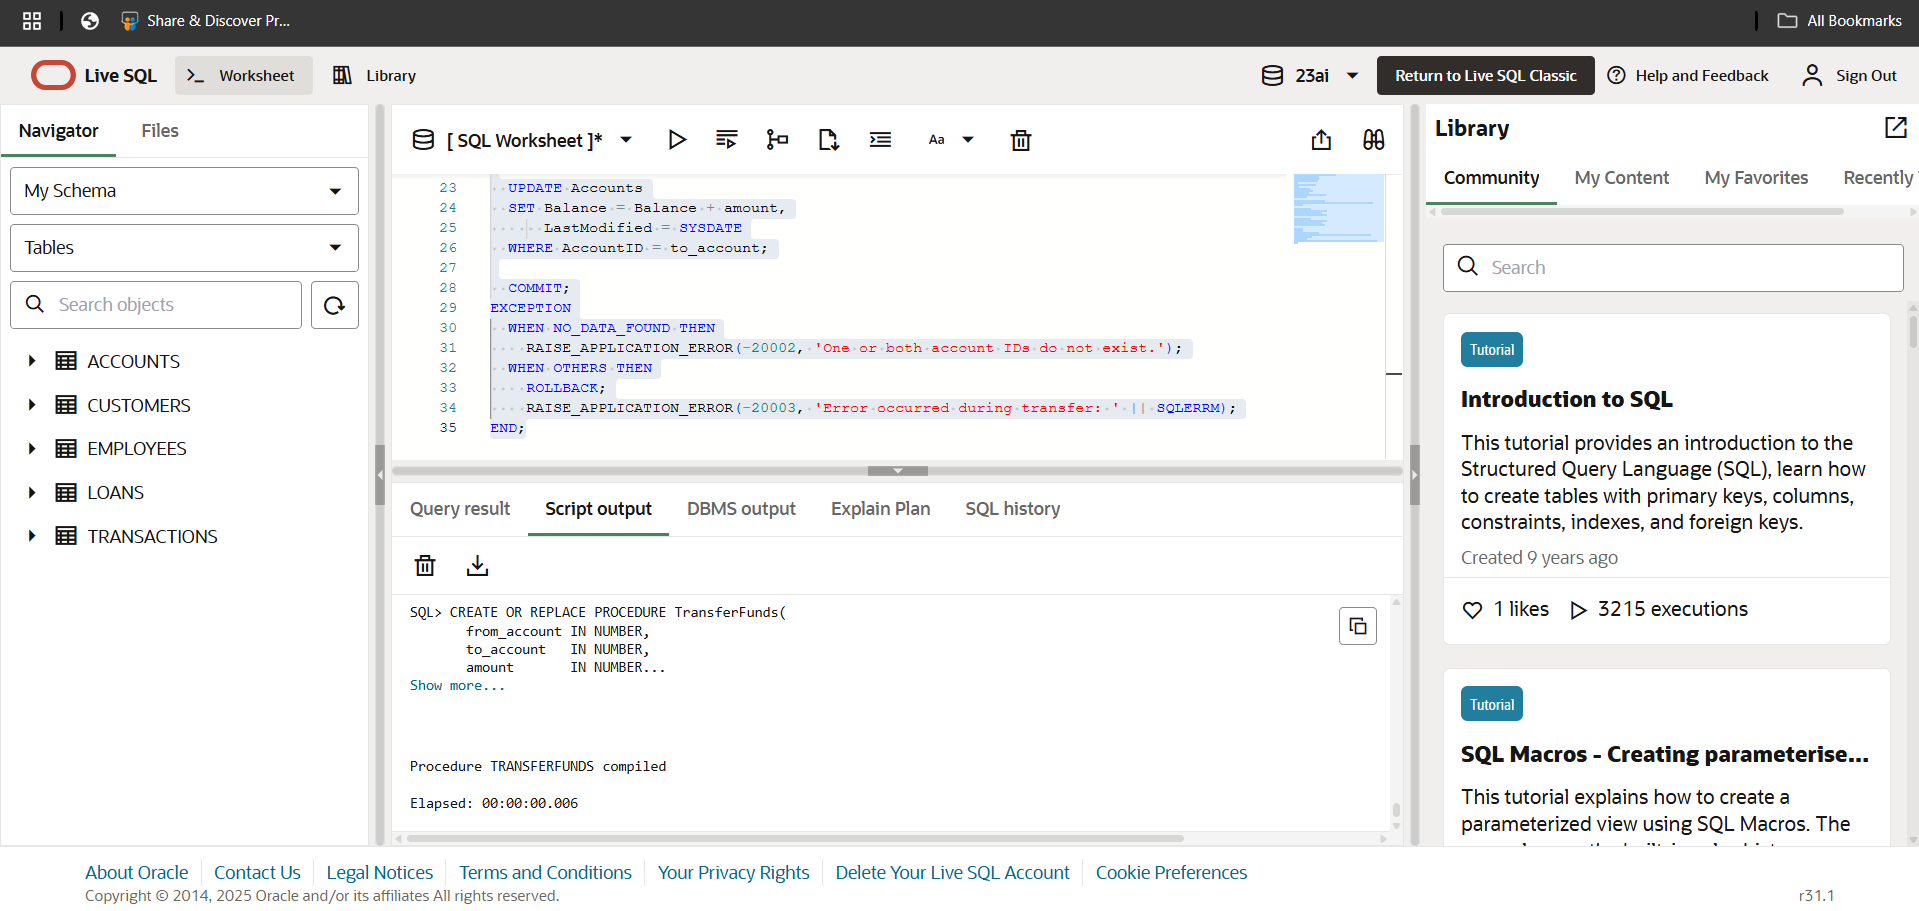 Share & Discover Pr...
All Bookmarks
Live SQL
Worksheet
Library
23ai
Return to Live SQL Classic
Help and Feedback
Sign Out
Navigator
Files
My Schema
Tables
Search objects
ACCOUNTS
CUSTOMERS
EMPLOYEES
LOANS
TRANSACTIONS
[ SQL Worksheet ]*
Aa
23 UPDATE Accounts
24 SET Balance = Balance + amount,
25 LastModified = SYSDATE
26 WHERE AccountID = to_account;
27
28 COMMIT;
29 EXCEPTION
30 WHEN NO_DATA_FOUND THEN
31 RAISE_APPLICATION_ERROR(-20002, 'One or both account IDs do not exist.');
32 WHEN OTHERS THEN
33 ROLLBACK;
34 RAISE_APPLICATION_ERROR(-20003, 'Error occurred during transfer: ' || SQLERRM);
35 END;
Query result
Script output
DBMS output
Explain Plan
SQL history
SQL> CREATE OR REPLACE PROCEDURE TransferFunds(
from_account IN NUMBER,
to_account IN NUMBER,
amount IN NUMBER...
Show more...
Procedure TRANSFERFUNDS compiled
Elapsed: 00:00:00.006
Library
Community
My Content
My Favorites
Recently
Search
Tutorial
Introduction to SQL
This tutorial provides an introduction to the
Structured Query Language (SQL), learn how
to create tables with primary keys, columns,
constraints, indexes, and foreign keys.
Created 9 years ago
1 likes
3215 executions
Tutorial
SQL Macros - Creating parameterise...
This tutorial explains how to create a
parameterized view using SQL Macros. The
About Oracle
Contact Us
Legal Notices
Terms and Conditions
Your Privacy Rights
Delete Your Live SQL Account
Cookie Preferences
Copyright © 2014, 2025 Oracle and/or its affiliates All rights reserved.
r31.1